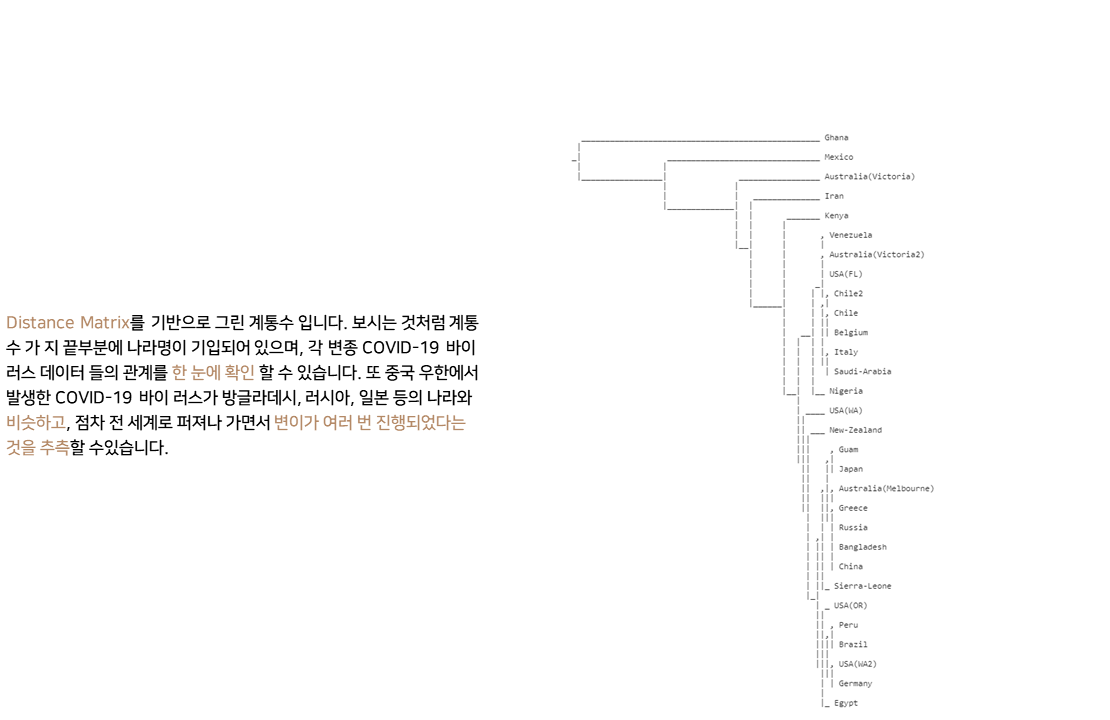 Distance Matrix를 기반으로 그린 계통수 입니다. 보시는 것처럼 계통
수 가 지 끝부분에 나라명이 기입되어 있으며, 각 변종 COVID-19 바이
러스 데이터 들의 관계를 한 눈에 확인 할 수 있습니다. 또 중국 우한에서
발생한 COVID-19 바이 러스가 방글라데시, 러시아, 일본 등의 나라와
비슷하고, 점차 전 세계로 퍼져나 가면서 변이가 여러 번 진행되었다는
것을 추측할 수있습니다.
Ghana
Mexico
Australia(Victoria)
Iran
Kenya
Venezuela
Australia(Victoria2)
USA(FL)
Chile2
Chile
Belgium
Italy
Saudi-Arabia
Nigeria
USA(WA)
New-Zealand
Guam
Japan
Australia(Melbourne)
Greece
Russia
Bangladesh
China
Sierra-Leone
USA(OR)
Peru
Brazil
USA(WA2)
Germany
Egypt